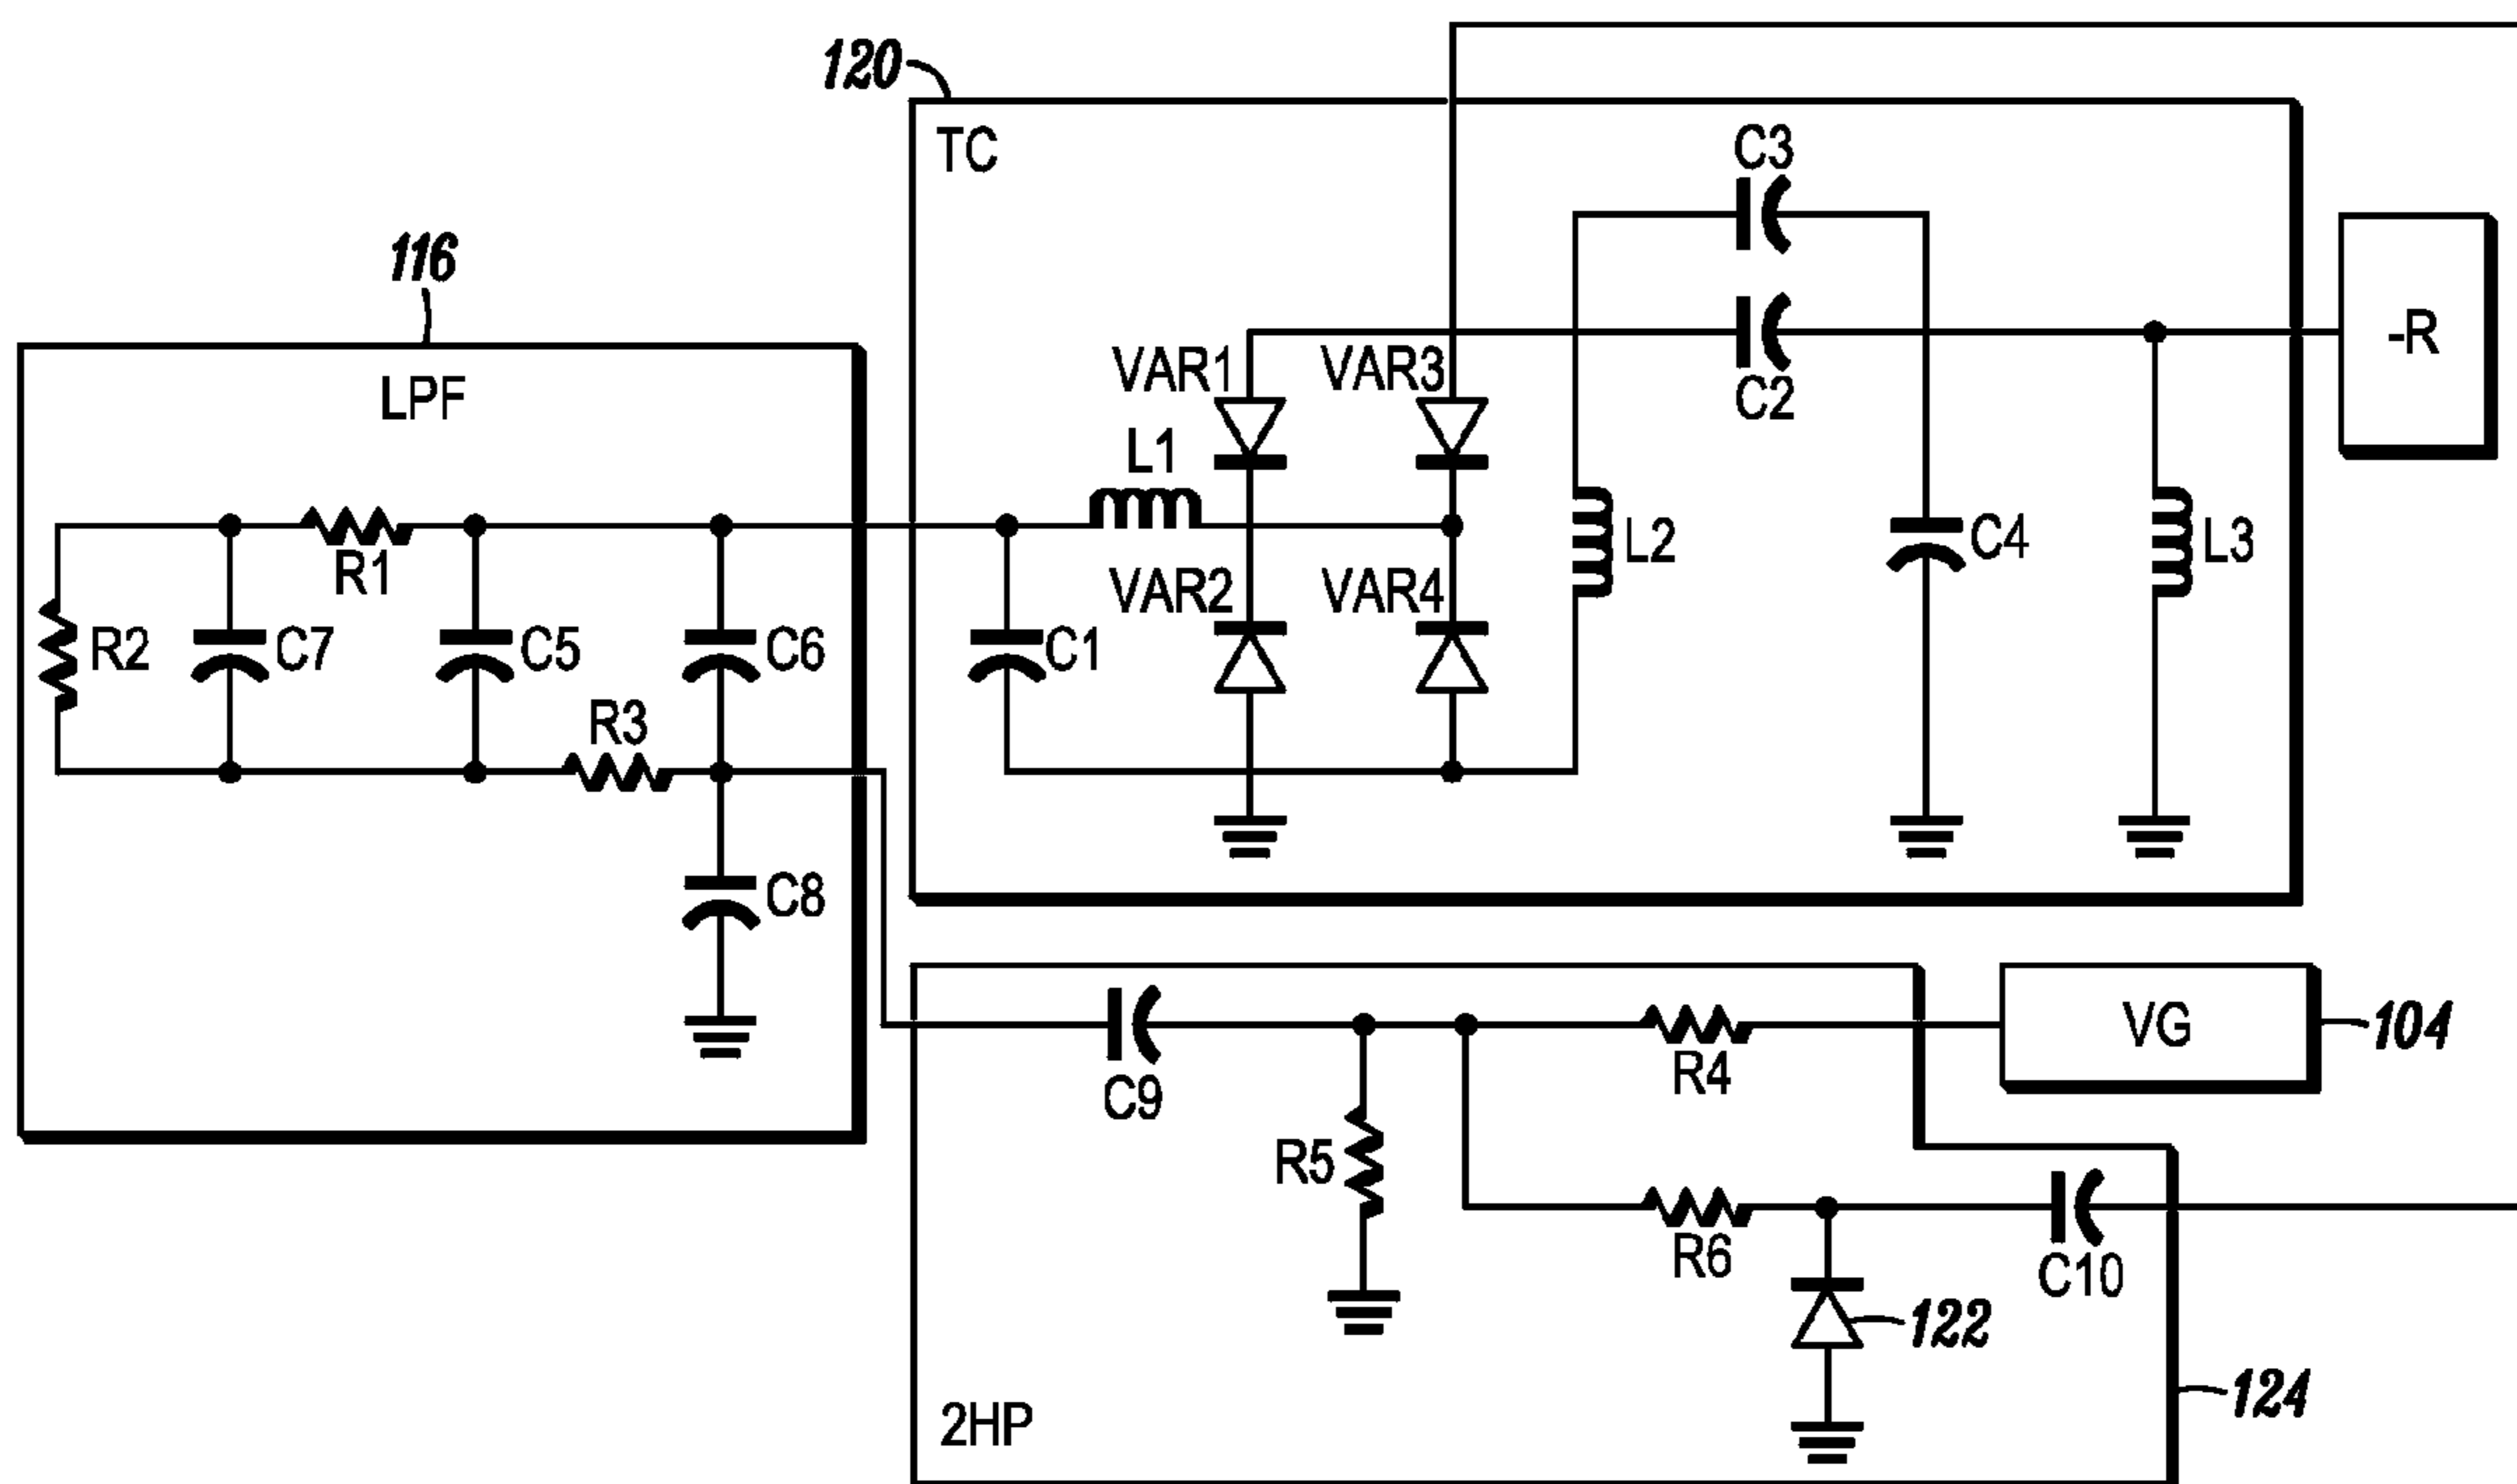 120
TC
C3
116
-R
VAR1
VAR3
C2
LPF
L1
R1
L2
C4
L3
VAR2
VAR4
R2
C7
C5
C6
C1
R3
C8
VG
104
C9
R4
R5
R6
C10
122
124
2HP